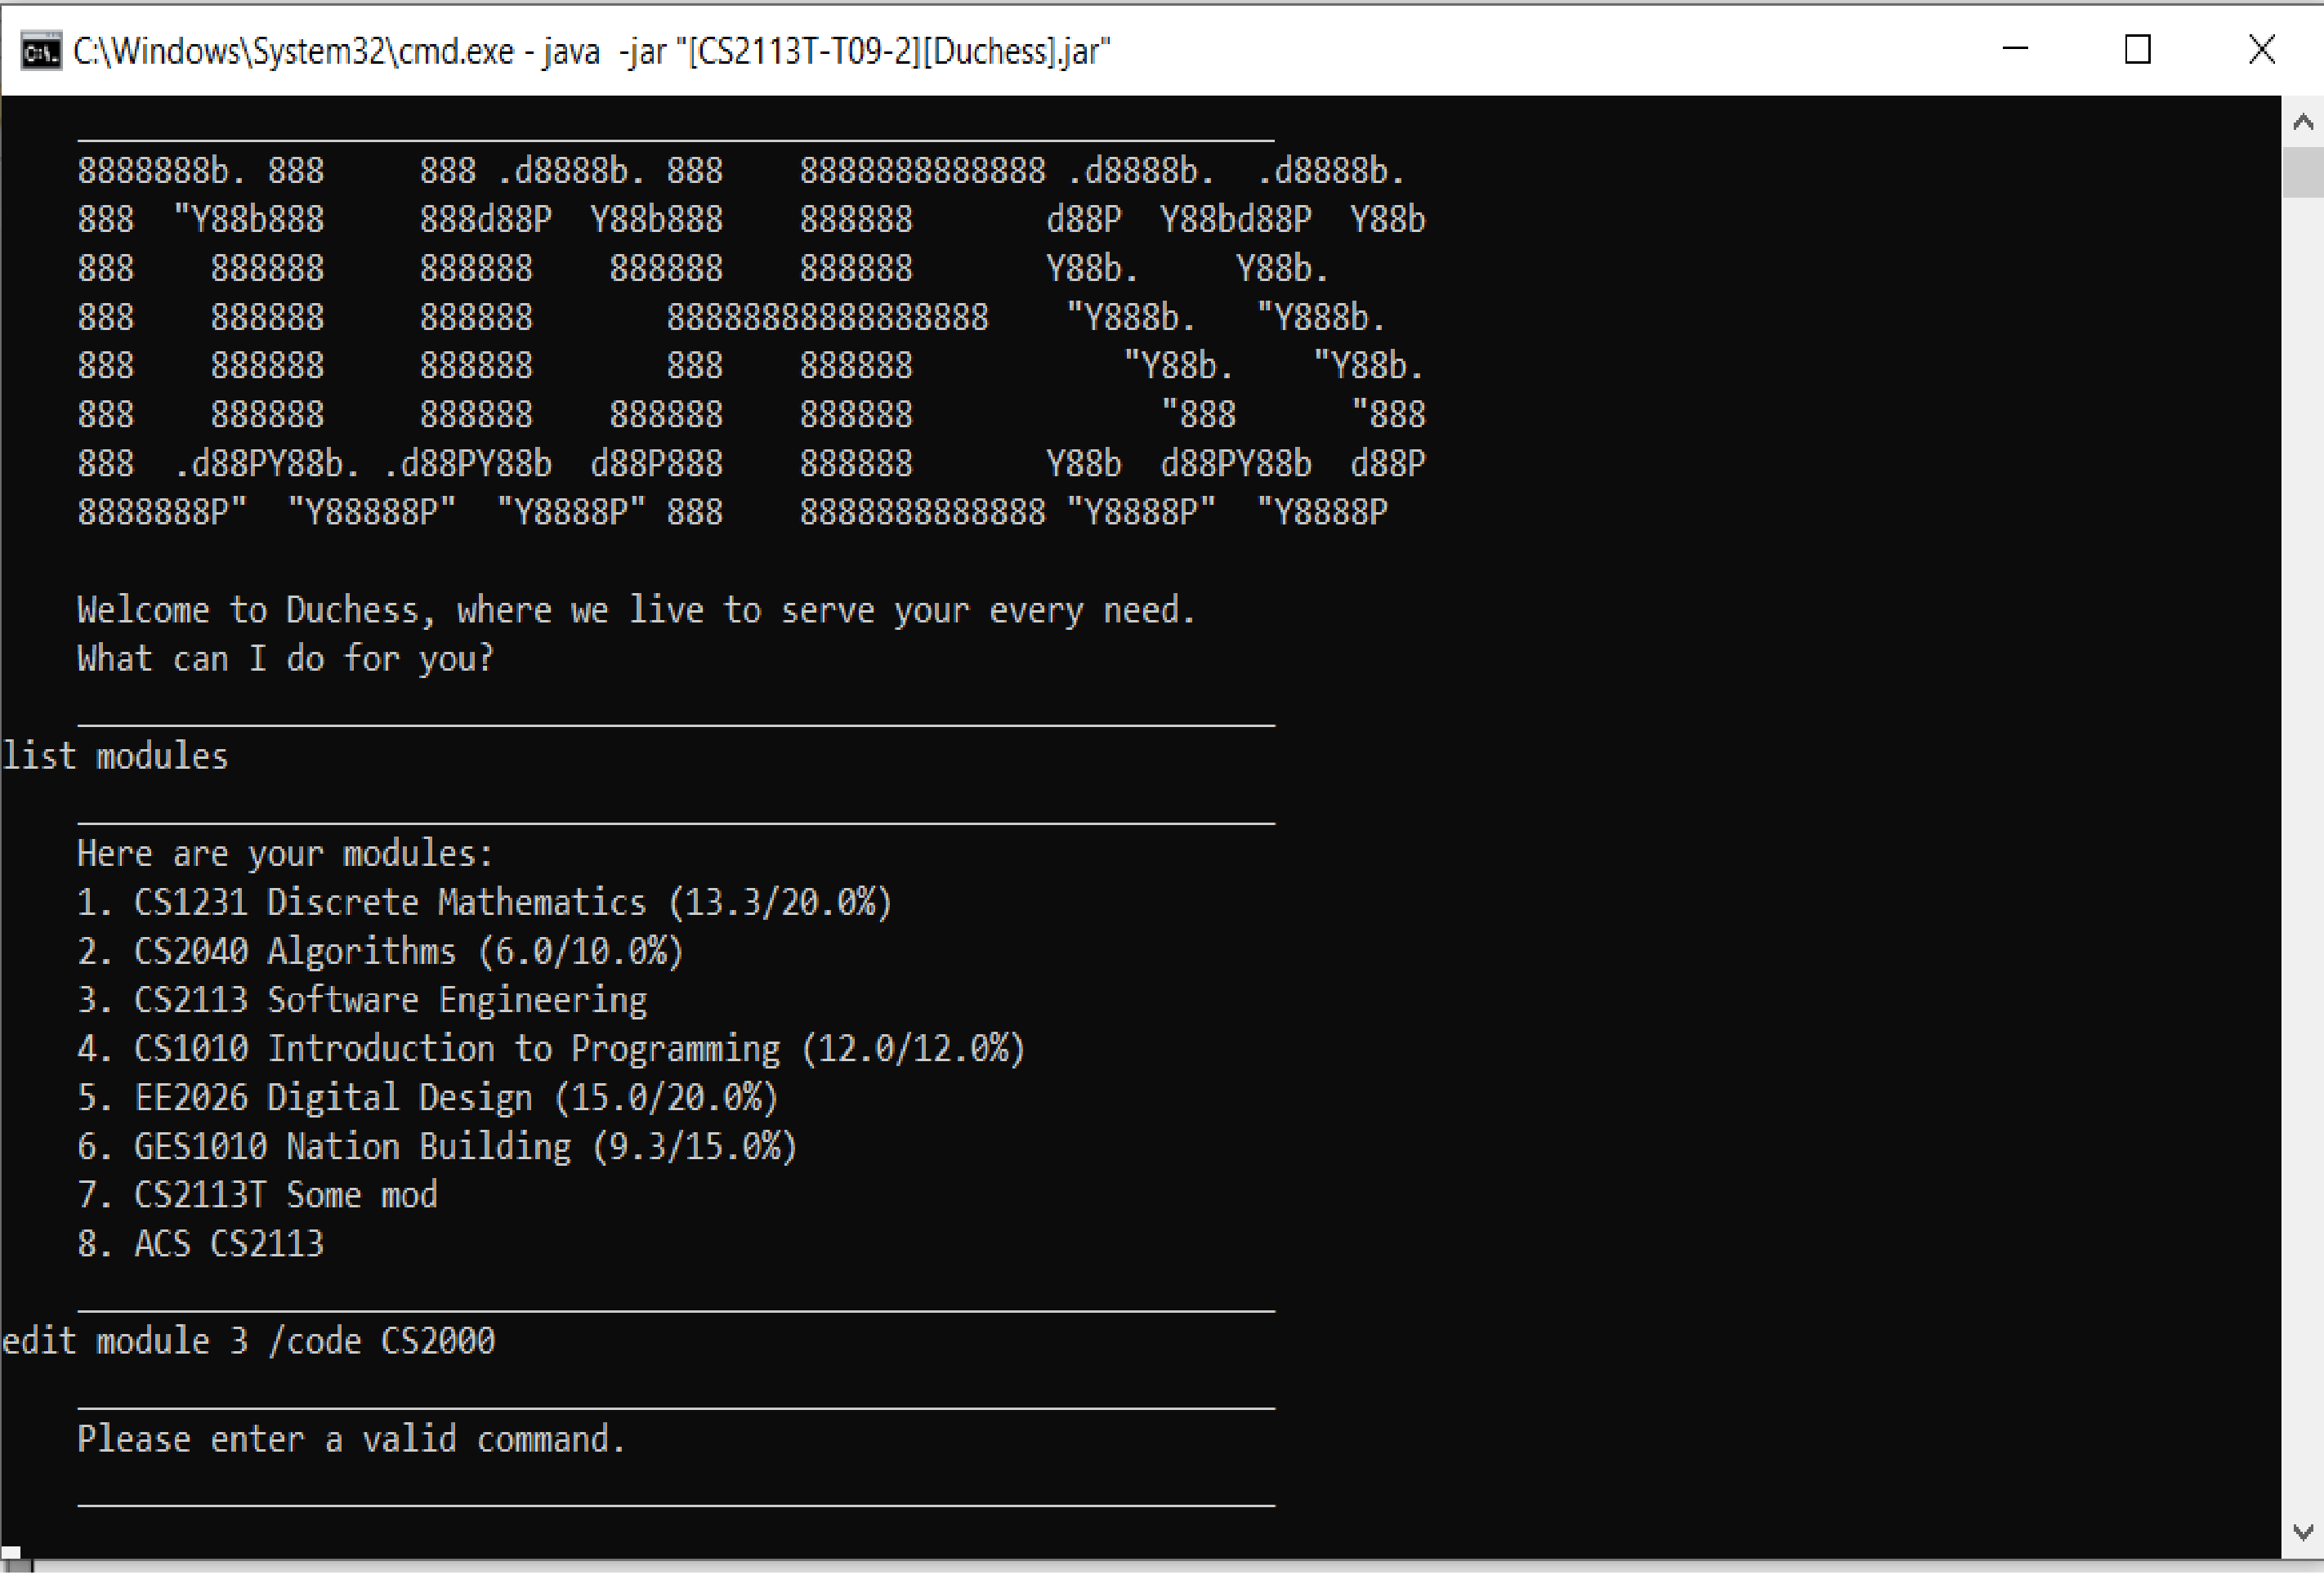 C:\Windows\System32\cmd.exe - java  -jar "[CS2113T-T09-2][Duchess].jar"
    _______________________________________________________________
    8888888b. 888     888 .d8888b. 888    8888888888888 .d8888b.  .d8888b.
    888  "Y88b888     888d88P  Y88b888    888888       d88P  Y88bd88P  Y88b
    888    888888     888888    888888    888888       Y88b.     Y88b.
    888    888888     888888       88888888888888888    "Y888b.   "Y888b.
    888    888888     888888       888    888888           "Y88b.    "Y88b.
    888    888888     888888    888888    888888             "888      "888
    888  .d88PY88b. .d88PY88b  d88P888    888888       Y88b  d88PY88b  d88P
    8888888P"  "Y88888P"  "Y8888P" 888    8888888888888 "Y8888P"  "Y8888P
    Welcome to Duchess, where we live to serve your every need.
    What can I do for you?
    _______________________________________________________________
list modules
    _______________________________________________________________
    Here are your modules:
    1. CS1231 Discrete Mathematics (13.3/20.0%)
    2. CS2040 Algorithms (6.0/10.0%)
    3. CS2113 Software Engineering
    4. CS1010 Introduction to Programming (12.0/12.0%)
    5. EE2026 Digital Design (15.0/20.0%)
    6. GES1010 Nation Building (9.3/15.0%)
    7. CS2113T Some mod
    8. ACS CS2113
    _______________________________________________________________
edit module 3 /code CS2000
    _______________________________________________________________
    Please enter a valid command.
    _______________________________________________________________